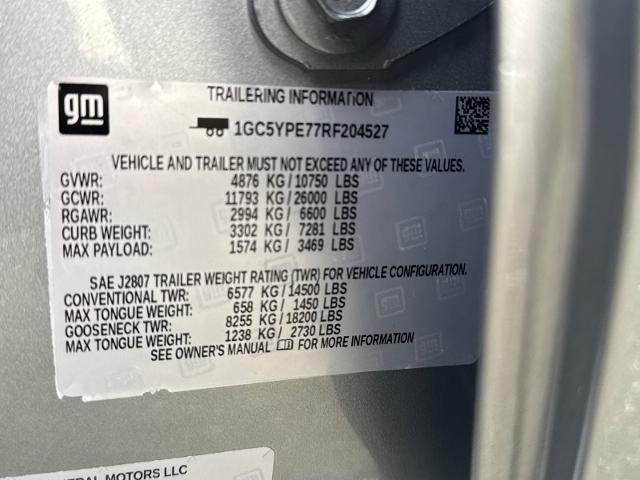 gm
TRAILERING INFORMATION
1GC5YPE77RF204527
VEHICLE AND TRAILER MUST NOT EXCEED ANY OF THESE VALUES.
GVWR: 4876 KG/10750 LBS
GCWR: 11793 KG/26000 LBS
RGAWR: 2994 KG/ 6600 LBS
CURB WEIGHT: 3302 KG/ 7281 LBS
MAX PAYLOAD: 1574 KG/ 3469 LBS
SAE J2807 TRAILER WEIGHT RATING (TWR) FOR VEHICLE CONFIGURATION.
CONVENTIONAL TWR: 6577 KG/14500 LBS
MAX TONGUE WEIGHT: 658 KG/ 1450 LBS
GOOSENECK TWR: 8255 KG/18200 LBS
MAX TONGUE WEIGHT: 1238 KG/ 2730 LBS
SEE OWNER'S MANUAL FOR MORE INFORMATION
MOTORS LLC